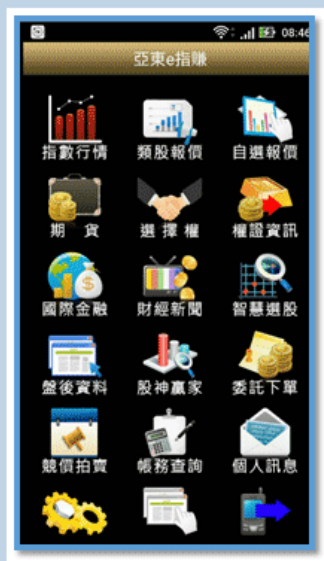 08:46
亞東e指賺
指數行情 類股報價 自選報價
期 貨 選 擇 權 權證資訊
國際金融 財經新聞 智慧選股
盤後資料 股神贏家 委託下單
競價拍賣 帳務查詢 個人訊息